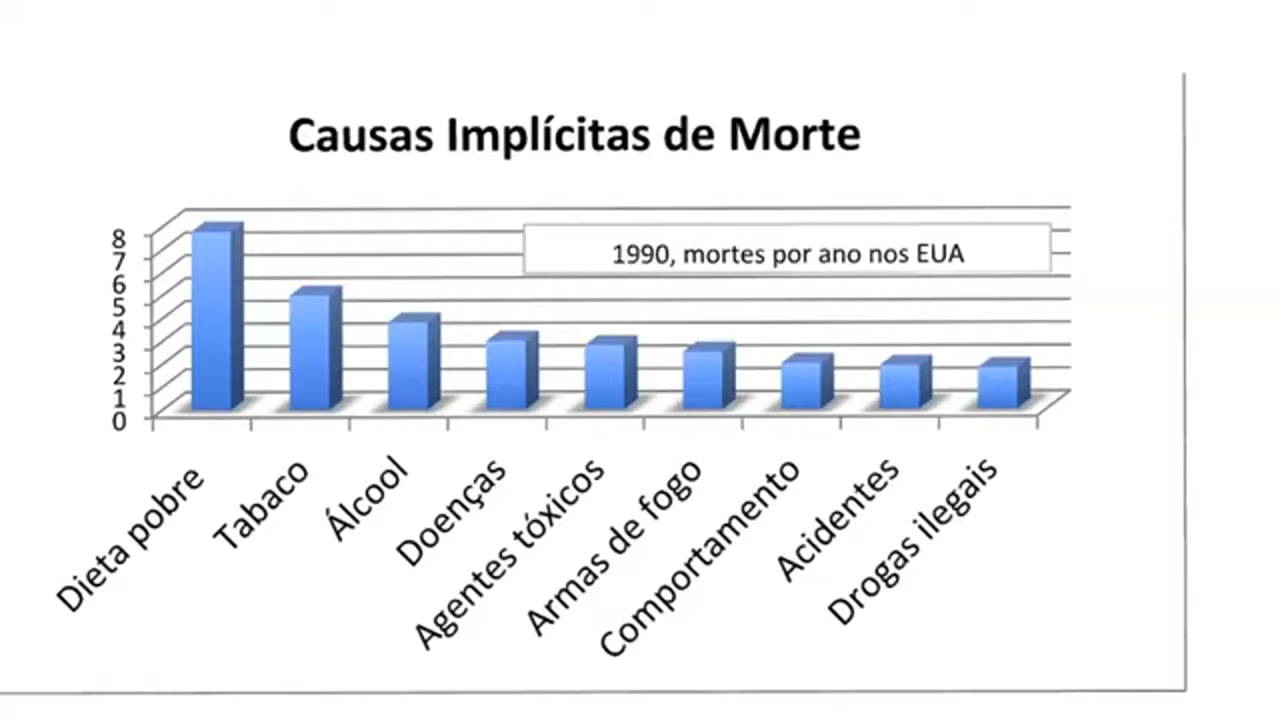 Causas Implícitas de Morte
1990, mortes por ano nos EUA
8
7
6
5
4
3
2
1
0
Dieta pobre
Tabaco
Álcool
Doenças
Agentes tóxicos
Armas de fogo
Comportamento
Acidentes
Drogas ilegais